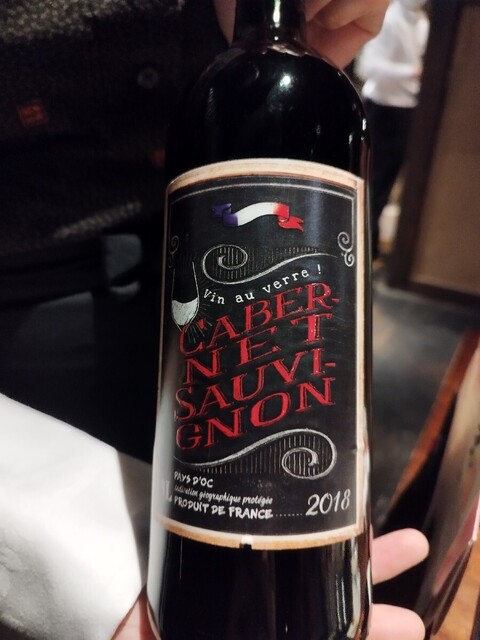 Vin au verre !
CABER-
NET
SAUVI-
GNON
PAYS D'OC
indication géographique protégée
PRODUIT DE FRANCE........ 2018